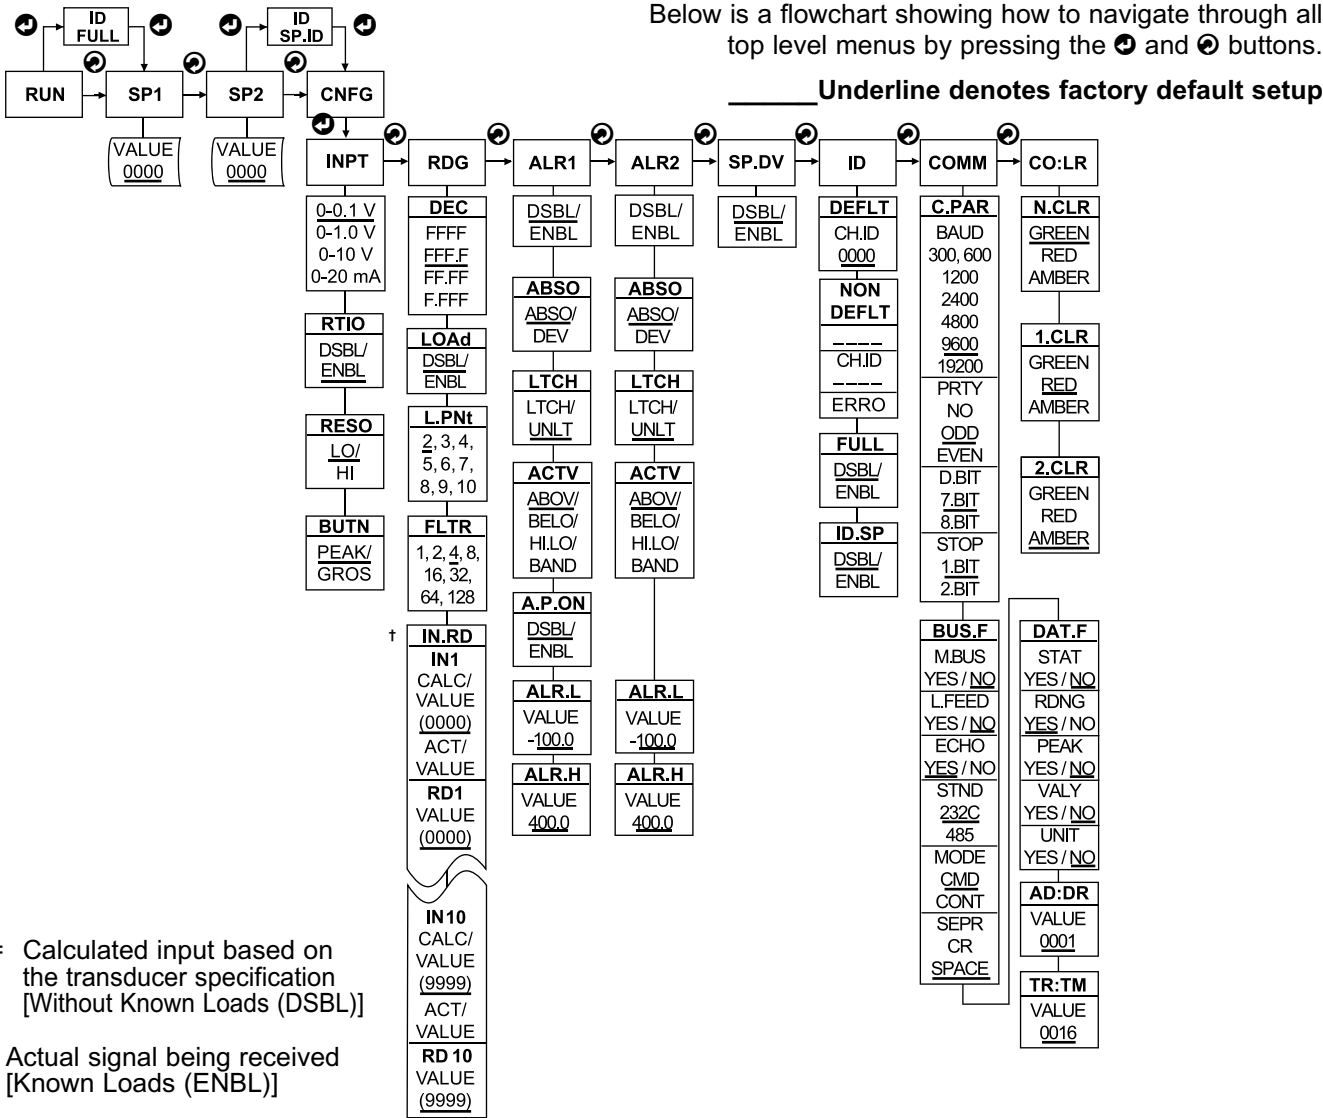 Below is a flowchart showing how to navigate through all
top level menus by pressing the and buttons.
Underline denotes factory default setup
ID
FULL
ID
SP.ID
RUN
SP1
SP2
CNFG
VALUE
0000
VALUE
0000
INPT
RDG
ALR1
ALR2
SP.DV
ID
COMM
CO:LR
0-0.1 V
0-1.0 V
0-10 V
0-20 mA
RTIO
DSBL/
ENBL
RESO
LO/
HI
BUTN
PEAK/
GROS
DEC
FFFF
FFF.F
FF.FF
F.FFF
LOAd
DSBL/
ENBL
L.PNt
2, 3, 4,
5, 6, 7,
8, 9, 10
FLTR
1, 2, 4, 8,
16, 32,
64, 128
†
IN.RD
IN1
CALC/
VALUE
(0000)
ACT/
VALUE
RD1
VALUE
(0000)
IN10
CALC/
VALUE
(9999)
ACT/
VALUE
RD 10
VALUE
(9999)
DSBL/
ENBL
ABSO
ABSO/
DEV
LTCH
LTCH/
UNLT
ACTV
ABOV/
BELO/
HI.LO/
BAND
A.P.ON
DSBL/
ENBL
ALR.L
VALUE
-100.0
ALR.H
VALUE
400.0
DSBL/
ENBL
ABSO
ABSO/
DEV
LTCH
LTCH/
UNLT
ACTV
ABOV/
BELO/
HI.LO/
BAND
ALR.L
VALUE
-100.0
ALR.H
VALUE
400.0
DSBL/
ENBL
DEFLT
CH.ID
0000
NON
DEFLT
_ _ _ _
CH.ID
_ _ _ _
ERRO
FULL
DSBL/
ENBL
ID.SP
DSBL/
ENBL
C.PAR
BAUD
300, 600
1200
2400
4800
9600
19200
PRTY
NO
ODD
EVEN
D.BIT
7.BIT
8.BIT
STOP
1.BIT
2.BIT
BUS.F
M.BUS
YES / NO
L.FEED
YES / NO
ECHO
YES / NO
STND
232C
485
MODE
CMD
CONT
SEPR
CR
SPACE
N.CLR
GREEN
RED
AMBER
1.CLR
GREEN
RED
AMBER
2.CLR
GREEN
RED
AMBER
DAT.F
STAT
YES / NO
RDNG
YES / NO
PEAK
YES / NO
VALY
YES / NO
UNIT
YES / NO
AD:DR
VALUE
0001
TR:TM
VALUE
0016
Calculated input based on
the transducer specification
[Without Known Loads (DSBL)]
Actual signal being received
[Known Loads (ENBL)]